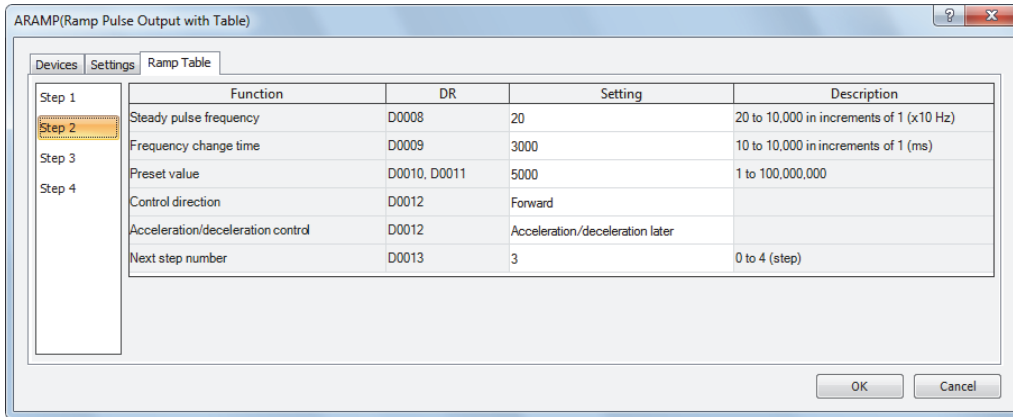 ARAMP(Ramp Pulse Output with Table)
?
Devices Settings Ramp Table
Step 1
Step 2
Step 3
Step 4
Function DR Setting Description
Steady pulse frequency D0008 20 20 to 10,000 in increments of 1 (x10 Hz)
Frequency change time D0009 3000 10 to 10,000 in increments of 1 (ms)
Preset value D0010, D0011 5000 1 to 100,000,000
Control direction D0012 Forward
Acceleration/deceleration control D0012 Acceleration/deceleration later
Next step number D0013 3 0 to 4 (step)
OK Cancel